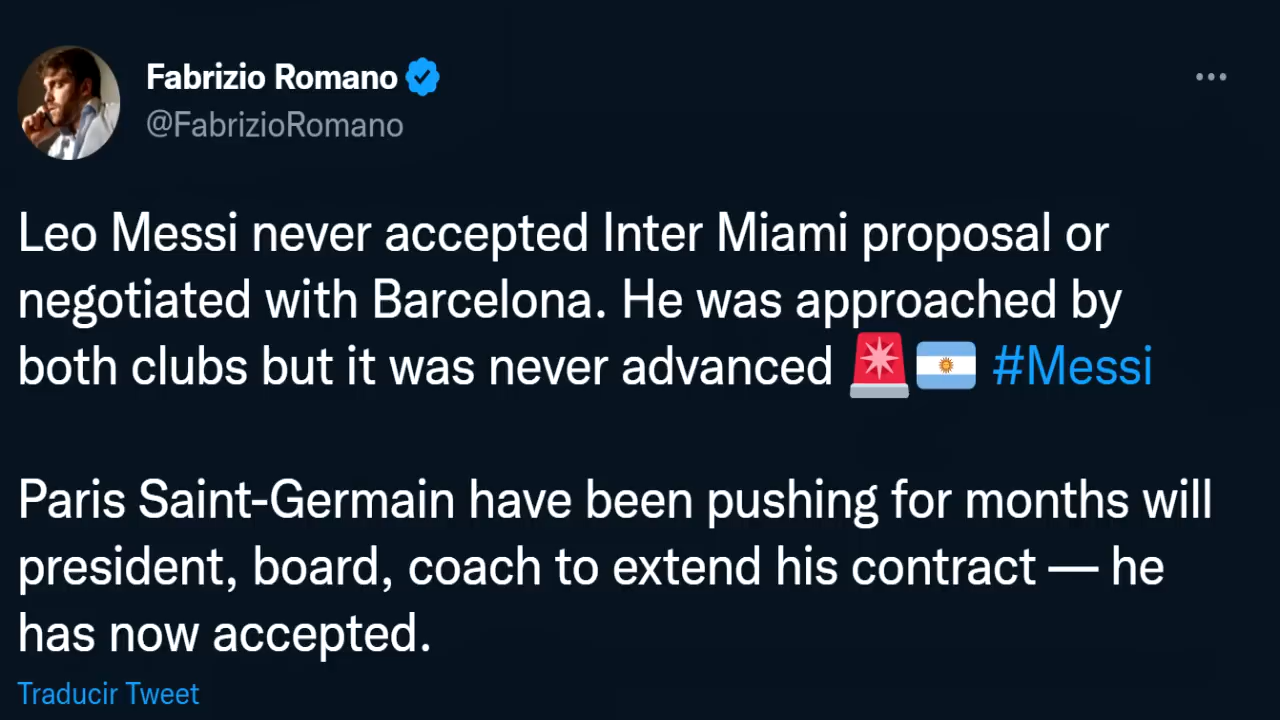 Fabrizio Romano
@FabrizioRomano
Leo Messi never accepted Inter Miami proposal or
negotiated with Barcelona. He was approached by
both clubs but it was never advanced 🚨🇦🇷 #Messi
Paris Saint-Germain have been pushing for months will
president, board, coach to extend his contract — he
has now accepted.
Traducir Tweet